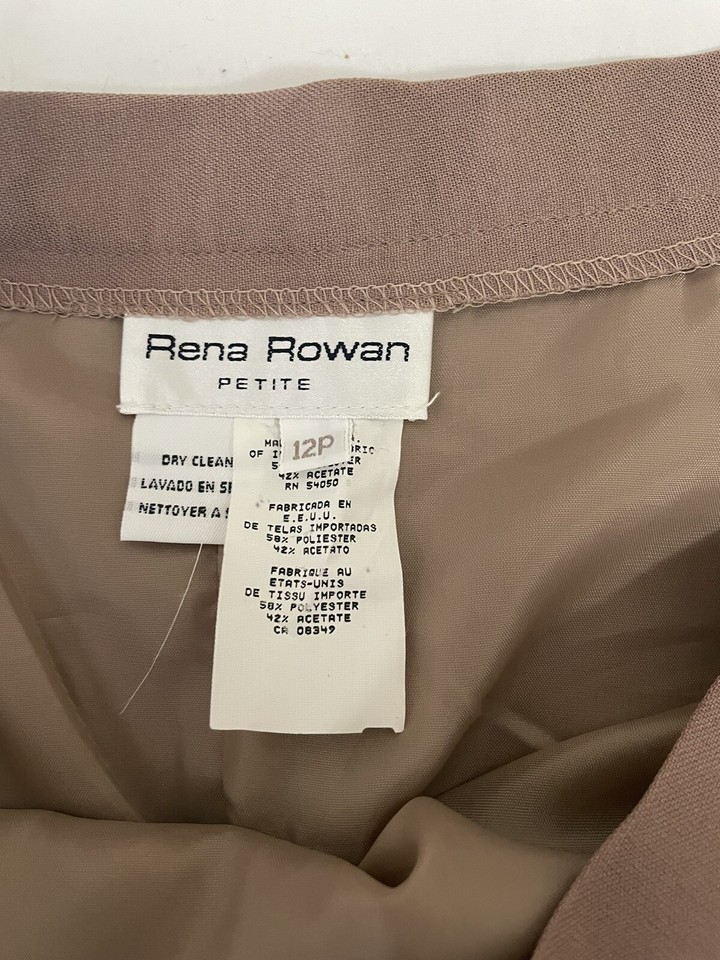 Rena Rowan
PETITE
12P
DRY CLEAN
LAVADO EN
NETTOYER A
OF
42% ACETATE
RN 54050
FABRICADA EN
E.E.U.U.
DE TELAS IMPORTADAS
58% POLIESTER
42% ACETATO
FABRIQUE AU
ETATS-UNIS
DE TISSU IMPORTE
58% POLYESTER
42% ACETATE
CA 08349